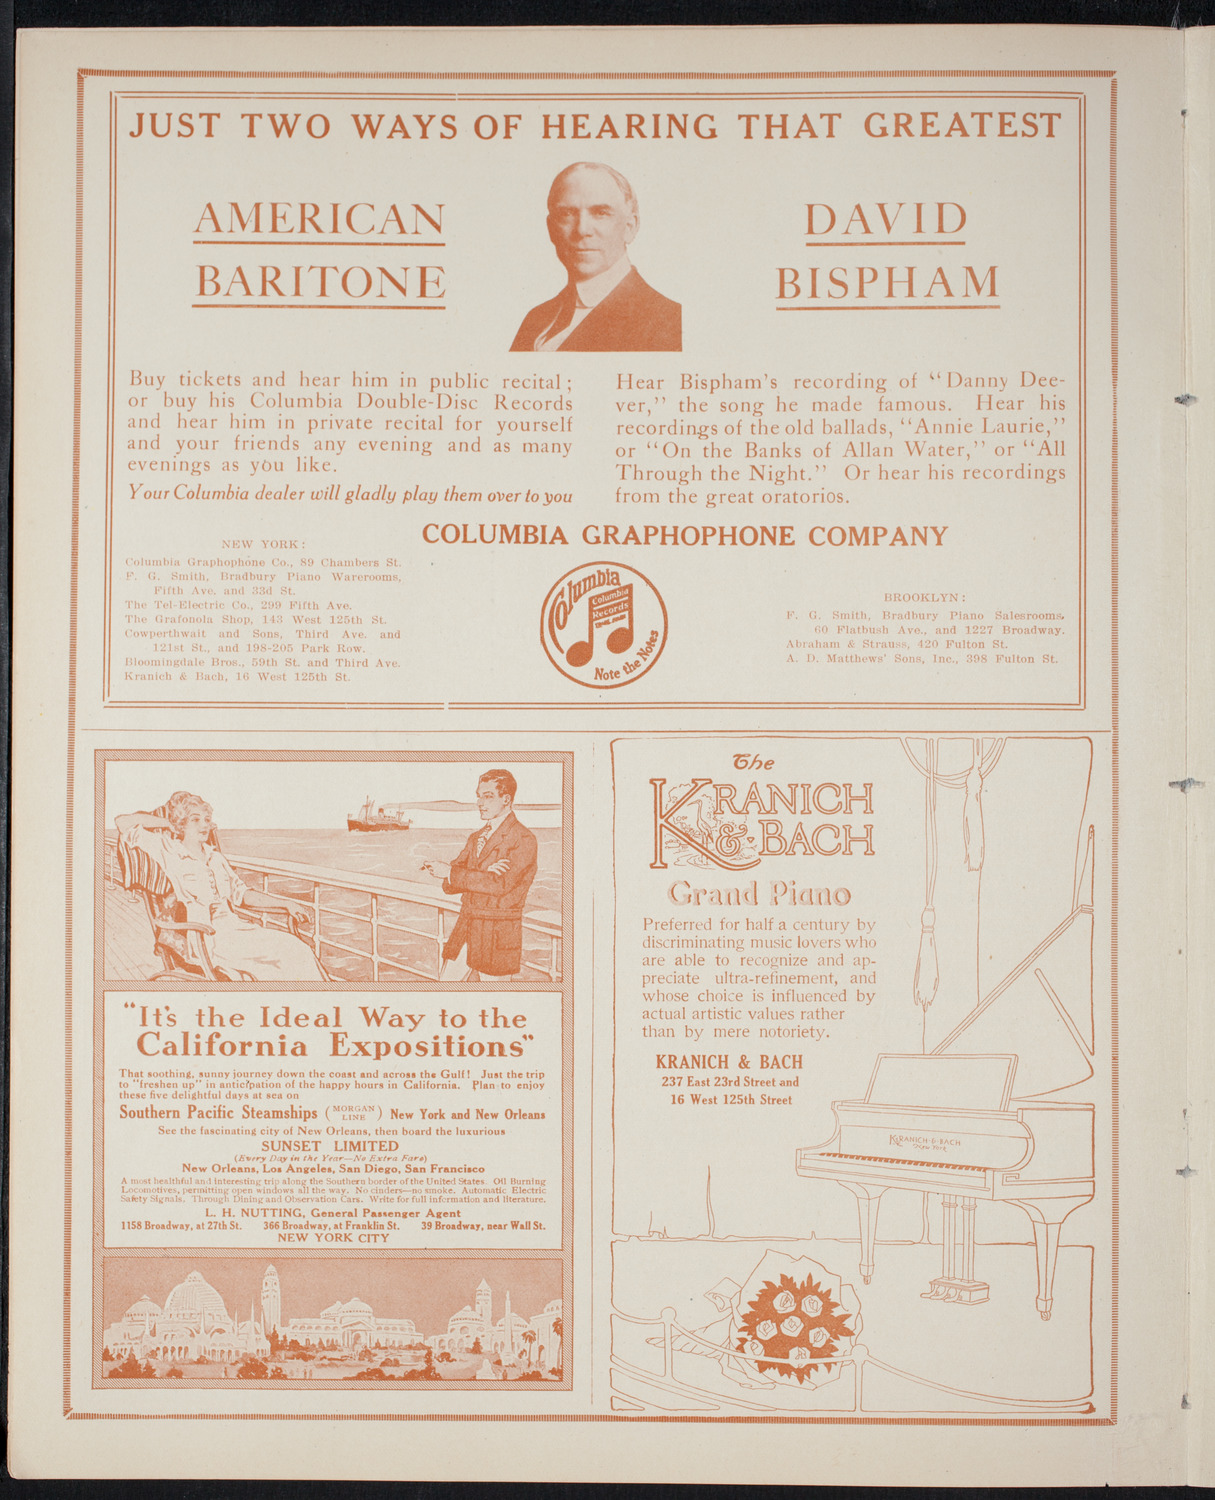 JUST TWO WAYS OF HEARING THAT GREATEST
AMERICAN
BARITONE
DAVID
BISPHAM
Buy tickets and hear him in public recital;
or buy his Columbia Double-Disc Records
and hear him in private recital for yourself
and your friends any evening and as many
evenings as you like.
Your Columbia dealer will gladly play them over to you
Hear Bispham's recording of "Danny Dee-
ver," the song he made famous. Hear his
recordings of the old ballads, "Annie Laurie,"
or "On the Banks of Allan Water," or "All
Through the Night." Or hear his recordings
from the great oratorios.
COLUMBIA GRAPHOPHONE COMPANY
NEW YORK:
Columbia Graphophone Co., 89 Chambers St.
F. G. Smith, Bradbury Piano Warerooms,
Fifth Ave. and 33d St.
The Tel-Electric Co., 299 Fifth Ave.
The Grafonola Shop, 143 West 125th St.
Cowperthwait and Sons, Third Ave. and
121st St., and 198-205 Park Row.
Bloomingdale Bros., 59th St. and Third Ave.
Kranich & Bach, 16 West 125th St.
Columbia
Columbia
Records
Note the Notes
BROOKLYN:
F. G. Smith, Bradbury Piano Salesrooms,
60 Flatbush Ave., and 1227 Broadway.
Abraham & Strauss, 420 Fulton St.
A. D. Matthews' Sons, Inc., 398 Fulton St.
"It's the Ideal Way to the
California Expositions"
That soothing, sunny journey down the coast and across the Gulf! Just the trip
to "freshen up" in anticipation of the happy hours in California. Plan to enjoy
these five delightful days at sea on
Southern Pacific Steamships (MORGAN LINE) New York and New Orleans
See the fascinating city of New Orleans, then board the luxurious
SUNSET LIMITED
(Every Day in the Year—No Extra Fare)
New Orleans, Los Angeles, San Diego, San Francisco
A most healthful and interesting trip along the Southern border of the United States. Oil Burning
Locomotives, permitting open windows all the way. No cinders—no smoke. Automatic Electric
Safety Signals. Through Dining and Observation Cars. Write for full information and literature.
L. H. NUTTING, General Passenger Agent
1158 Broadway, at 27th St. 366 Broadway, at Franklin St. 39 Broadway, near Wall St.
NEW YORK CITY
The
KRANICH
& BACH
Grand Piano
Preferred for half a century by
discriminating music lovers who
are able to recognize and ap-
preciate ultra-refinement, and
whose choice is influenced by
actual artistic values rather
than by mere notoriety.
KRANICH & BACH
237 East 23rd Street and
16 West 125th Street
KRANICH & BACH
New York